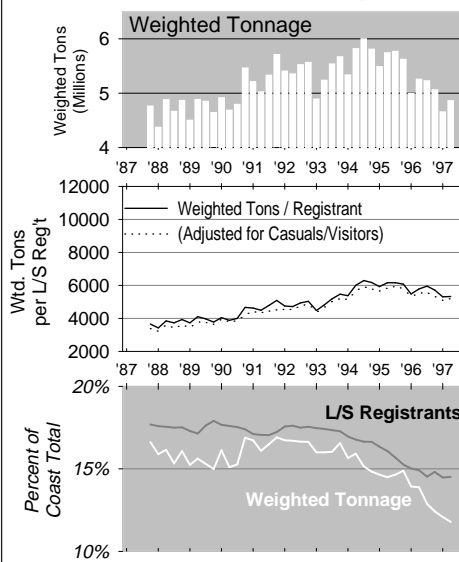 Weighted Tonnage
Weighted Tons
(Millions)
6
5
4
'87 '88 '89 '90 '91 '92 '93 '94 '95 '96 '97
Wtd. Tons
per L/S Reg't
12000
10000
8000
6000
4000
2000
Weighted Tons / Registrant
(Adjusted for Casuals/Visitors)
'87 '88 '89 '90 '91 '92 '93 '94 '95 '96 '97
Percent of
Coast Total
20%
15%
10%
L/S Registrants
Weighted Tonnage